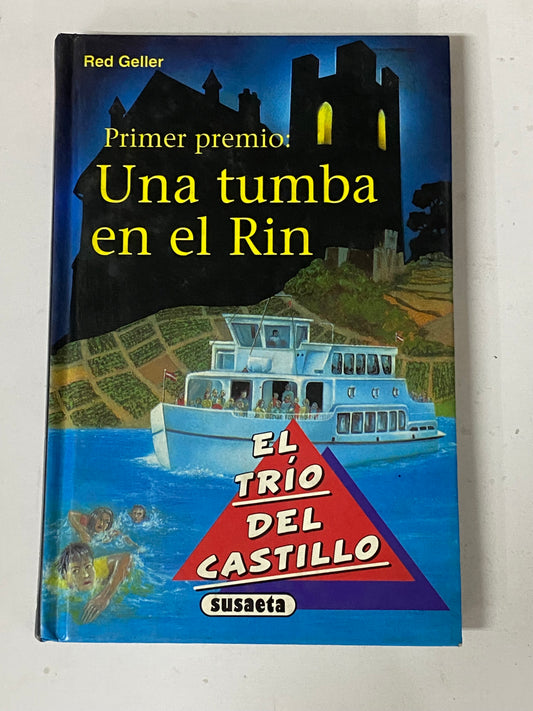 Red Geller
Primer premio:
Una tumba
en el Rin
EL
TRÍO
DEL
CASTILLO
susaeta